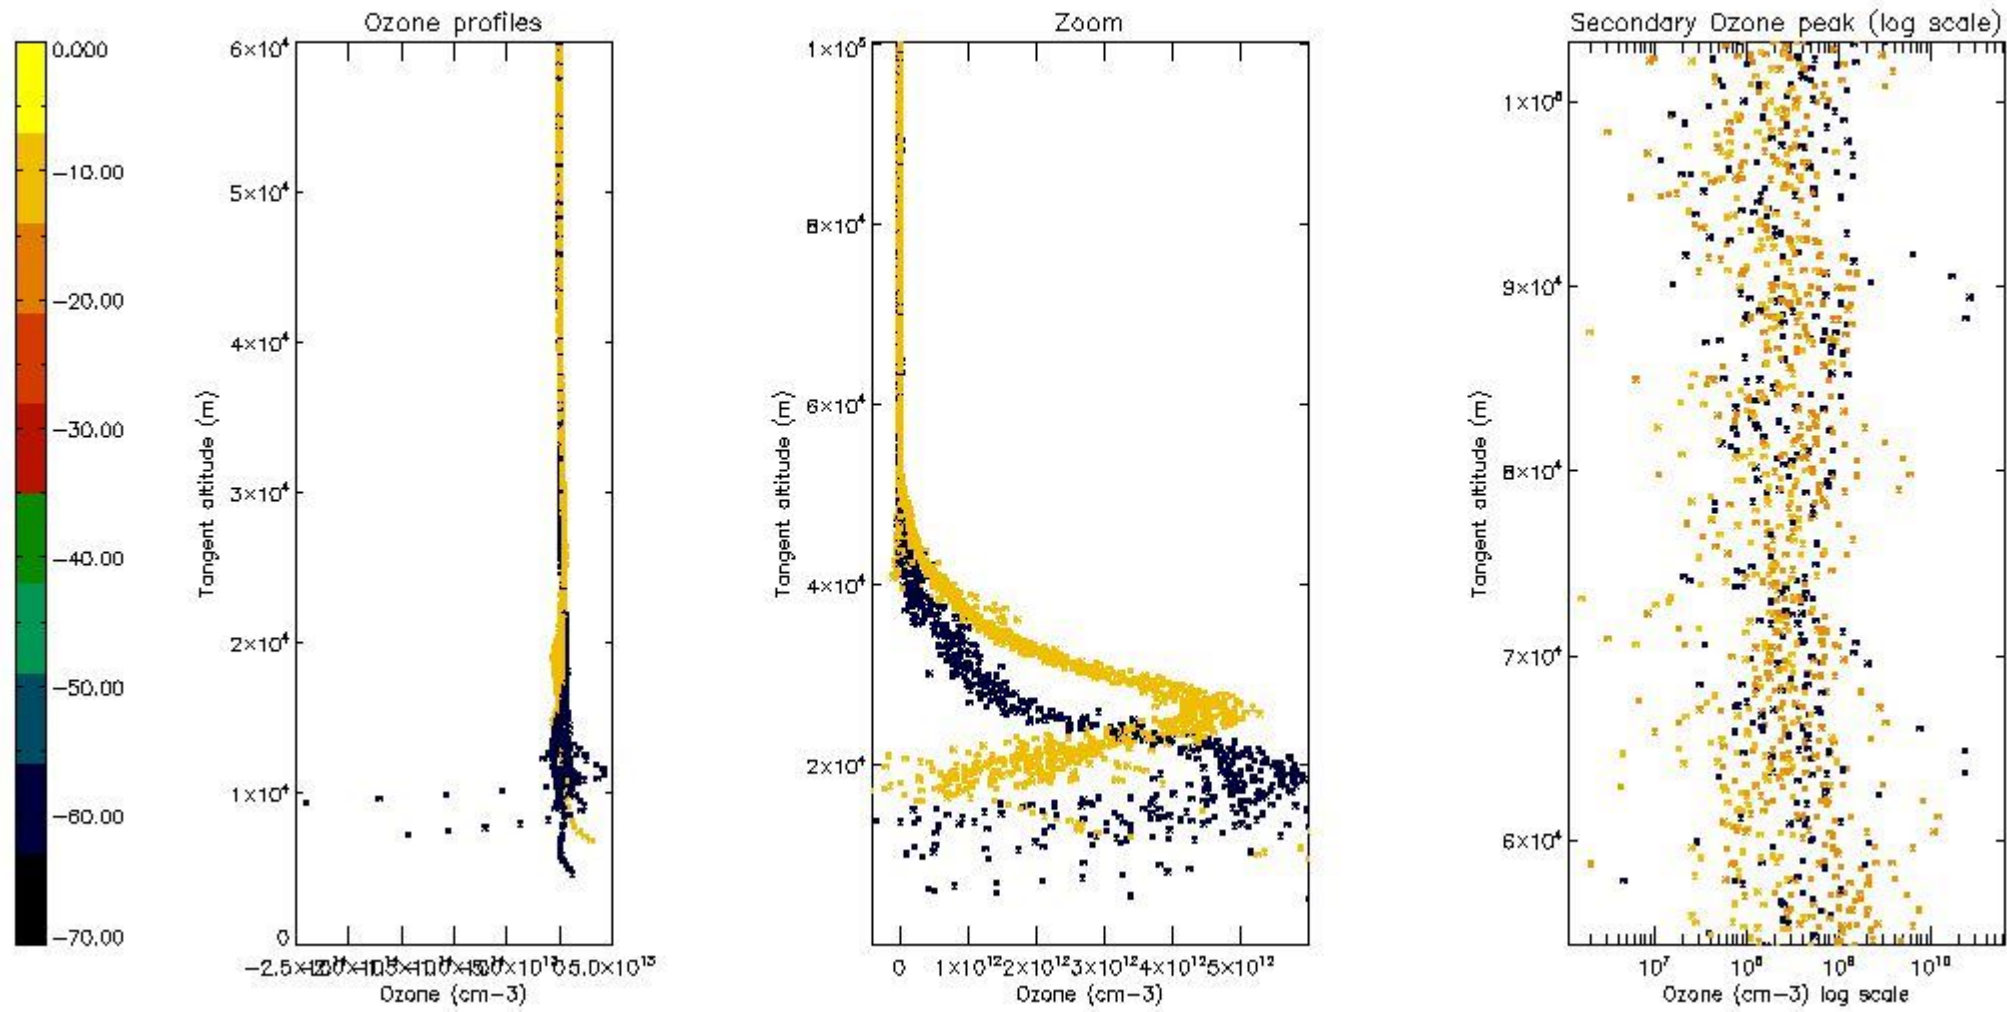 Ozone profiles
Zoom
Secondary Ozone peak (log scale)
0.000
−10.00
−20.00
−30.00
−40.00
−50.00
−60.00
−70.00
6×10⁴
5×10⁴
4×10⁴
3×10⁴
2×10⁴
1×10⁴
0
Tangent altitude (m)
5.0×10¹³
Ozone (cm−3)
1×10⁵
8×10⁴
6×10⁴
4×10⁴
2×10⁴
Tangent altitude (m)
0 1×10¹² 2×10¹² 3×10¹² 4×10¹² 5×10¹²
Ozone (cm−3)
9×10⁴
8×10⁴
7×10⁴
6×10⁴
Tangent altitude (m)
10⁷ 10⁸ 10⁹ 10¹⁰
Ozone (cm−3) log scale